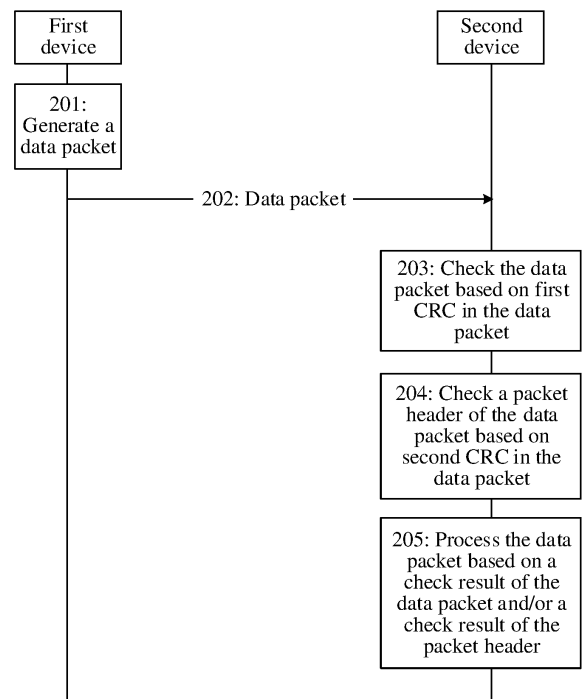 First
device
Second
device
201:
Generate a
data packet
202: Data packet
203: Check the data
packet based on first
CRC in the data
packet
204: Check a packet
header of the data
packet based on
second CRC in the
data packet
205: Process the data
packet based on a
check result of the
data packet and/or a
check result of the
packet header